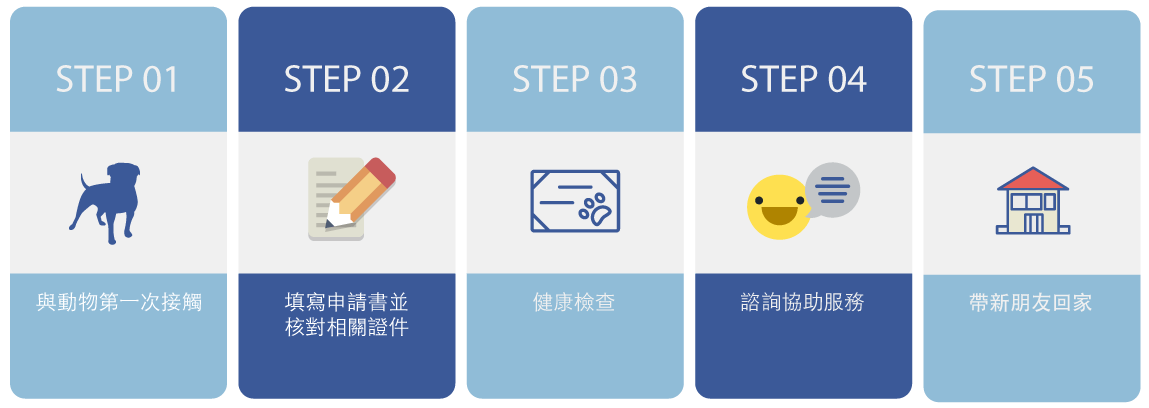 STEP 01
與動物第一次接觸
STEP 02
填寫申請書並
核對相關證件
STEP 03
健康檢查
STEP 04
諮詢協助服務
STEP 05
帶新朋友回家